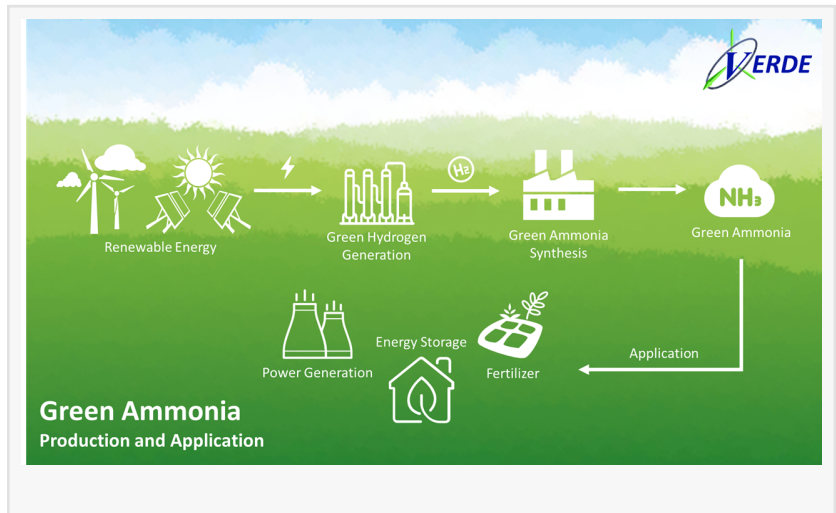 VERDE
H2
NH3
Renewable Energy
Green Hydrogen
Generation
Green Ammonia
Synthesis
Green Ammonia
Energy Storage
Application
Power Generation
Fertilizer
Green Ammonia
Production and Application